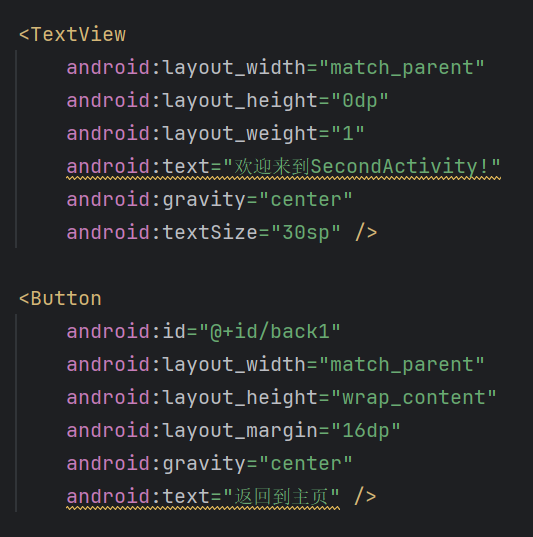 <TextView
android:layout_width="match_parent"
android:layout_height="0dp"
android:layout_weight="1"
android:text="欢迎来到SecondActivity!"
android:gravity="center"
android:textSize="30sp" />
<Button
android:id="@+id/back1"
android:layout_width="match_parent"
android:layout_height="wrap_content"
android:layout_margin="16dp"
android:gravity="center"
android:text="返回到主页" />